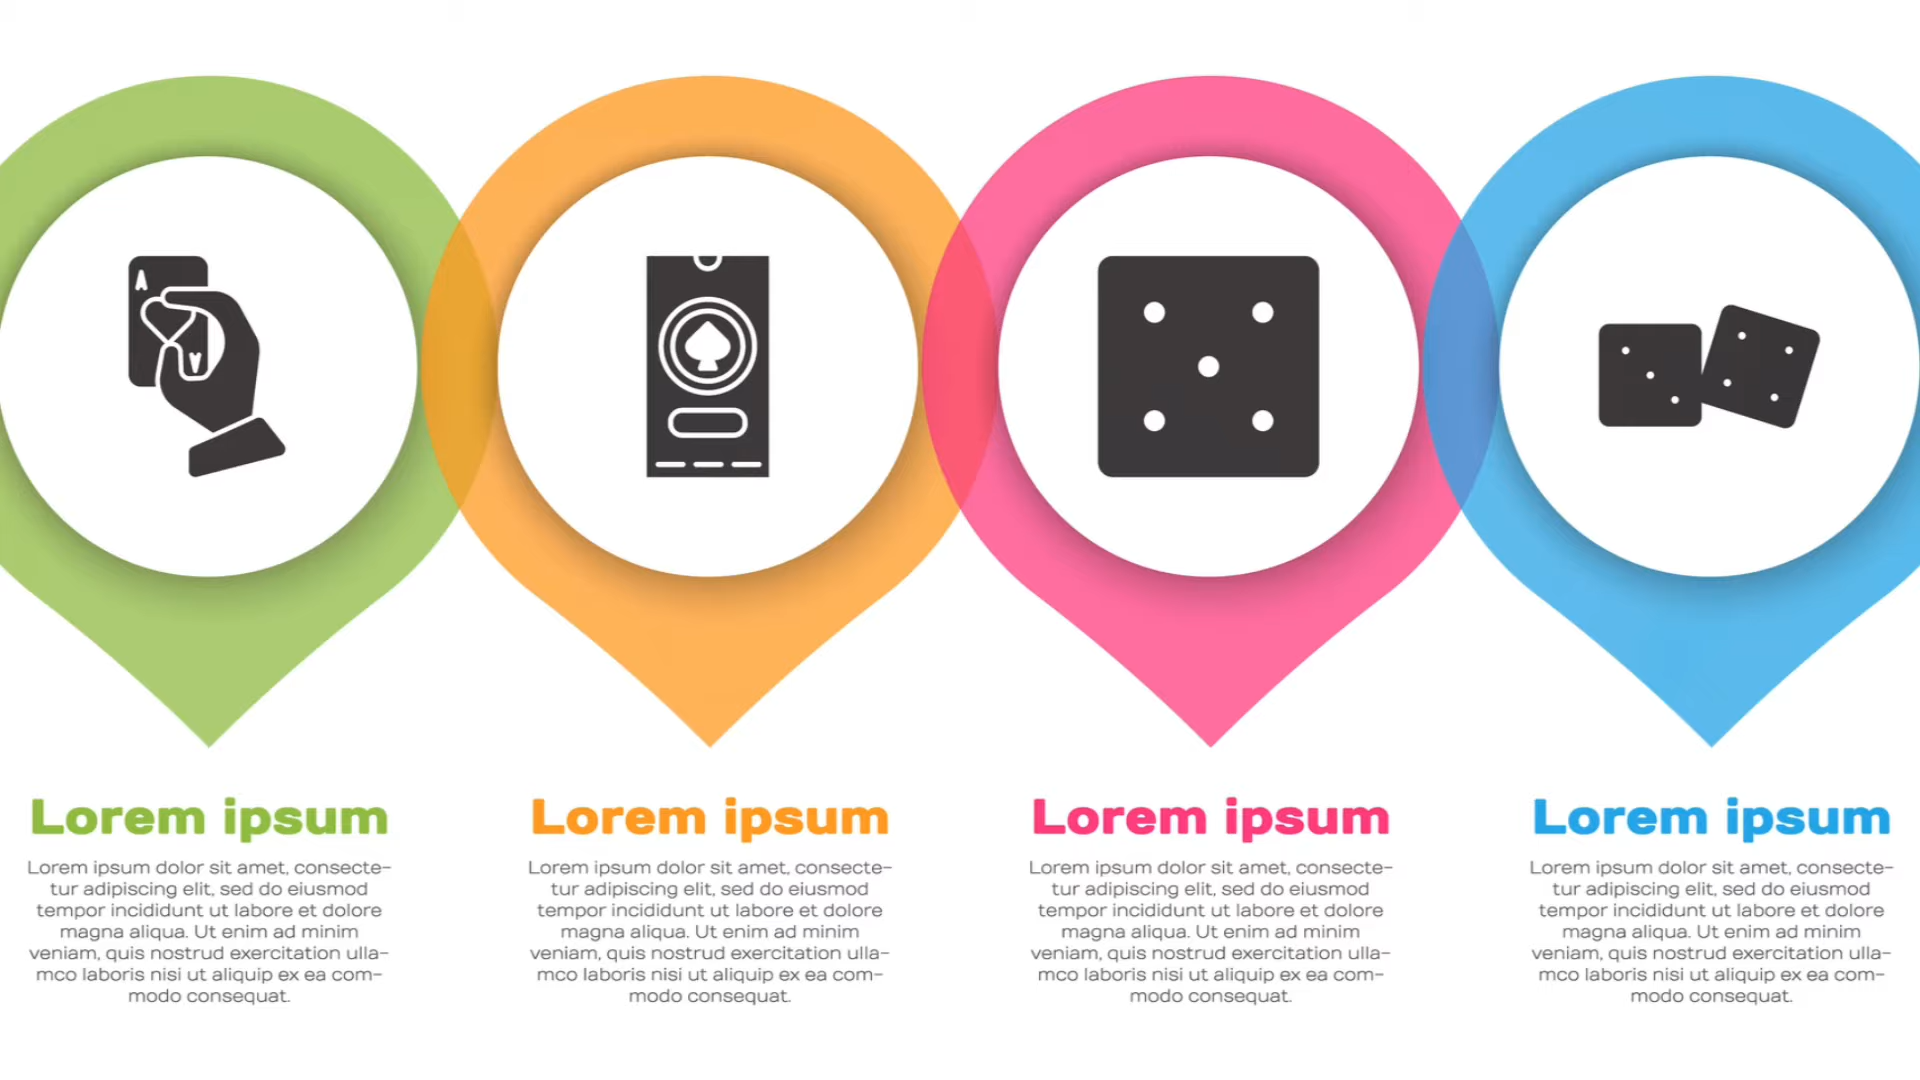 A
A
Lorem ipsum
Lorem ipsum dolor sit amet, consecte-
tur adipiscing elit, sed do eiusmod
tempor incididunt ut labore et dolore
magna aliqua. Ut enim ad minim
veniam, quis nostrud exercitation ulla-
mco laboris nisi ut aliquip ex ea com-
modo consequat.
Lorem ipsum
Lorem ipsum dolor sit amet, consecte-
tur adipiscing elit, sed do eiusmod
tempor incididunt ut labore et dolore
magna aliqua. Ut enim ad minim
veniam, quis nostrud exercitation ulla-
mco laboris nisi ut aliquip ex ea com-
modo consequat.
Lorem ipsum
Lorem ipsum dolor sit amet, consecte-
tur adipiscing elit, sed do eiusmod
tempor incididunt ut labore et dolore
magna aliqua. Ut enim ad minim
veniam, quis nostrud exercitation ulla-
mco laboris nisi ut aliquip ex ea com-
modo consequat.
Lorem ipsum
Lorem ipsum dolor sit amet, consecte-
tur adipiscing elit, sed do eiusmod
tempor incididunt ut labore et dolore
magna aliqua. Ut enim ad minim
veniam, quis nostrud exercitation ulla-
mco laboris nisi ut aliquip ex ea com-
modo consequat.